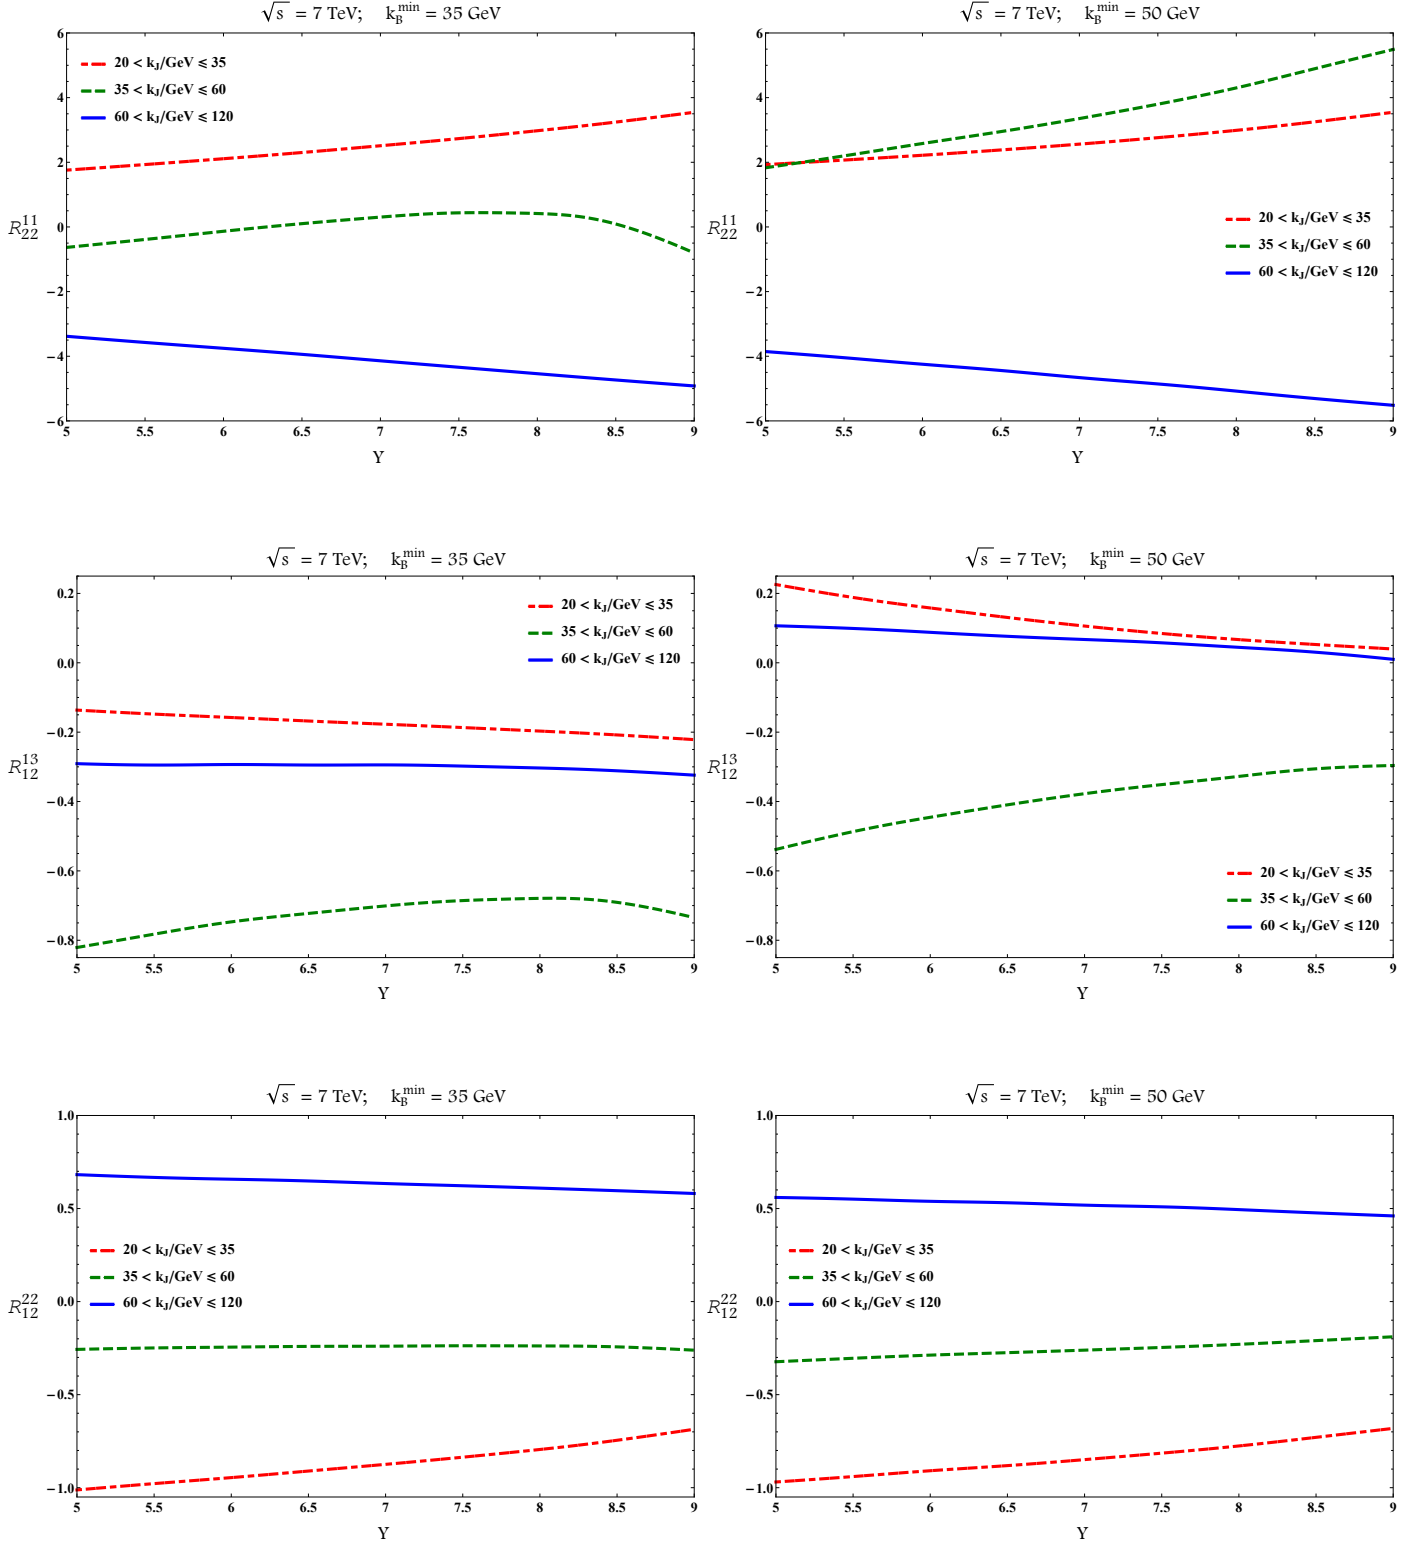 √s = 7 TeV; k_B^min = 35 GeV
6
4
2
0
−2
−4
−6
R_22^11
20 < k_J/GeV ⩽ 35
35 < k_J/GeV ⩽ 60
60 < k_J/GeV ⩽ 120
5 5.5 6 6.5 7 7.5 8 8.5 9
Y
√s = 7 TeV; k_B^min = 50 GeV
6
4
2
0
−2
−4
−6
R_22^11
20 < k_J/GeV ⩽ 35
35 < k_J/GeV ⩽ 60
60 < k_J/GeV ⩽ 120
5 5.5 6 6.5 7 7.5 8 8.5 9
Y
√s = 7 TeV; k_B^min = 35 GeV
0.2
0.0
−0.2
−0.4
−0.6
−0.8
R_12^13
20 < k_J/GeV ⩽ 35
35 < k_J/GeV ⩽ 60
60 < k_J/GeV ⩽ 120
5 5.5 6 6.5 7 7.5 8 8.5 9
Y
√s = 7 TeV; k_B^min = 50 GeV
0.2
0.0
−0.2
−0.4
−0.6
−0.8
R_12^13
20 < k_J/GeV ⩽ 35
35 < k_J/GeV ⩽ 60
60 < k_J/GeV ⩽ 120
5 5.5 6 6.5 7 7.5 8 8.5 9
Y
√s = 7 TeV; k_B^min = 35 GeV
1.0
0.5
0.0
−0.5
−1.0
R_12^22
20 < k_J/GeV ⩽ 35
35 < k_J/GeV ⩽ 60
60 < k_J/GeV ⩽ 120
5 5.5 6 6.5 7 7.5 8 8.5 9
Y
√s = 7 TeV; k_B^min = 50 GeV
1.0
0.5
0.0
−0.5
−1.0
R_12^22
20 < k_J/GeV ⩽ 35
35 < k_J/GeV ⩽ 60
60 < k_J/GeV ⩽ 120
5 5.5 6 6.5 7 7.5 8 8.5 9
Y